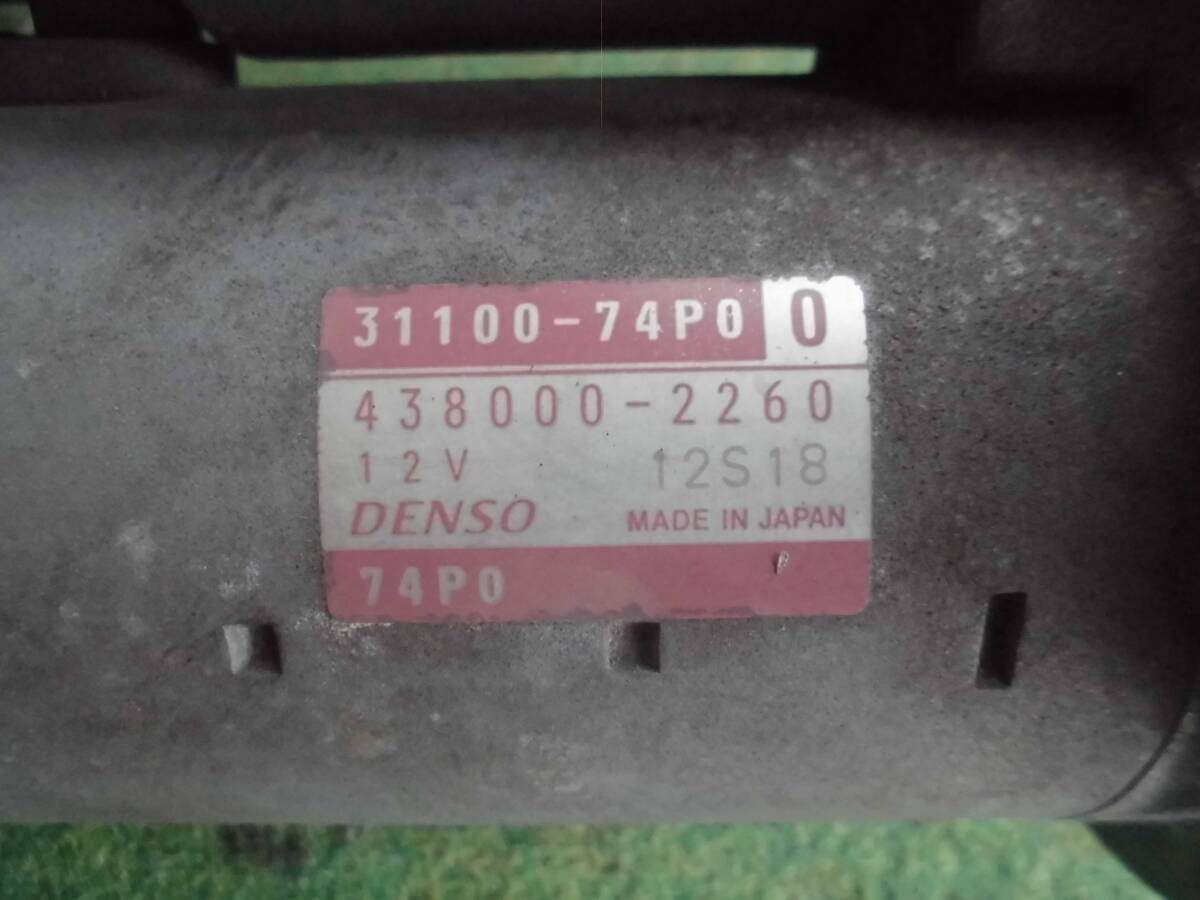 31100-74P0 0
438000-2260
12V 12S18
DENSO MADE IN JAPAN
74P0